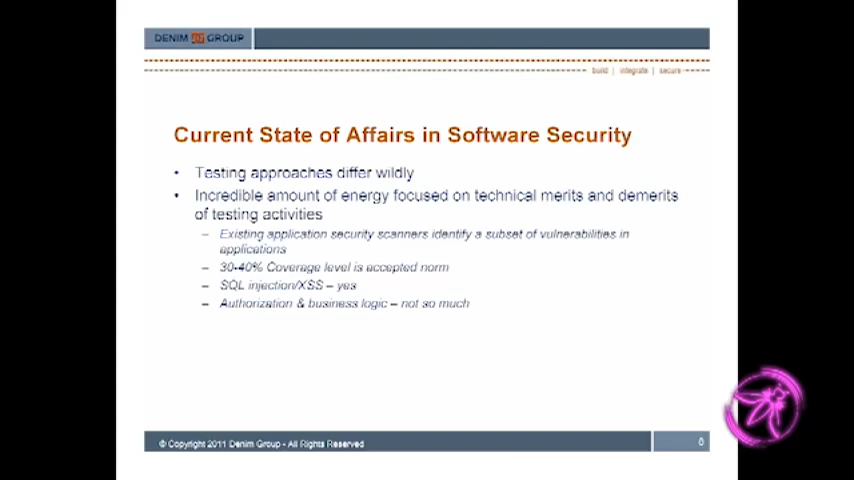 DENIM GROUP
build | integrate | secure
Current State of Affairs in Software Security
• Testing approaches differ wildly
• Incredible amount of energy focused on technical merits and demerits
of testing activities
– Existing application security scanners identify a subset of vulnerabilities in
applications
– 30-40% Coverage level is accepted norm
– SQL injection/XSS – yes
– Authorization & business logic – not so much
© Copyright 2011 Denim Group - All Rights Reserved